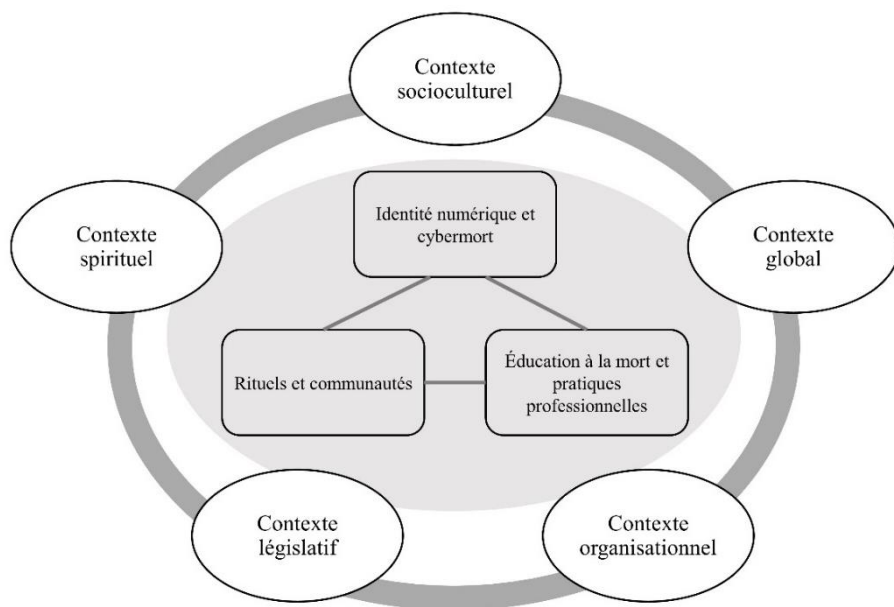 Contexte
socioculturel
Contexte
spirituel
Identité numérique et
cybermort
Contexte
global
Rituels et communautés
Éducation à la mort et
pratiques
professionnelles
Contexte
législatif
Contexte
organisationnel